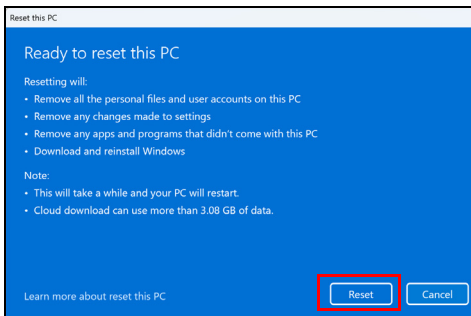 Reset this PC
Ready to reset this PC
Resetting will:
• Remove all the personal files and user accounts on this PC
• Remove any changes made to settings
• Remove any apps and programs that didn't come with this PC
• Download and reinstall Windows
Note:
• This will take a while and your PC will restart.
• Cloud download can use more than 3.08 GB of data.
Learn more about reset this PC
Reset
Cancel